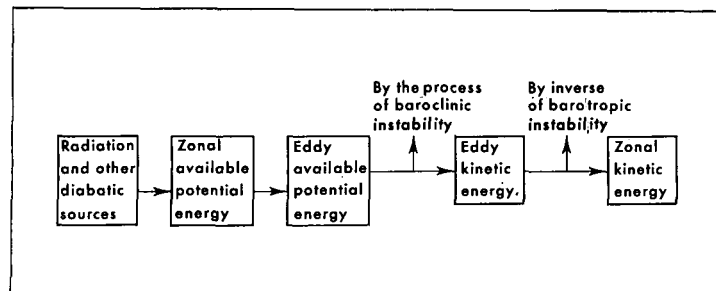 By the process
of baroclinic
instability
By inverse
of barotropic
instability
Radiation
and other
diabatic
sources
Zonal
available
potential
energy
Eddy
available
potential
energy
Eddy
kinetic
energy.
Zonal
kinetic
energy